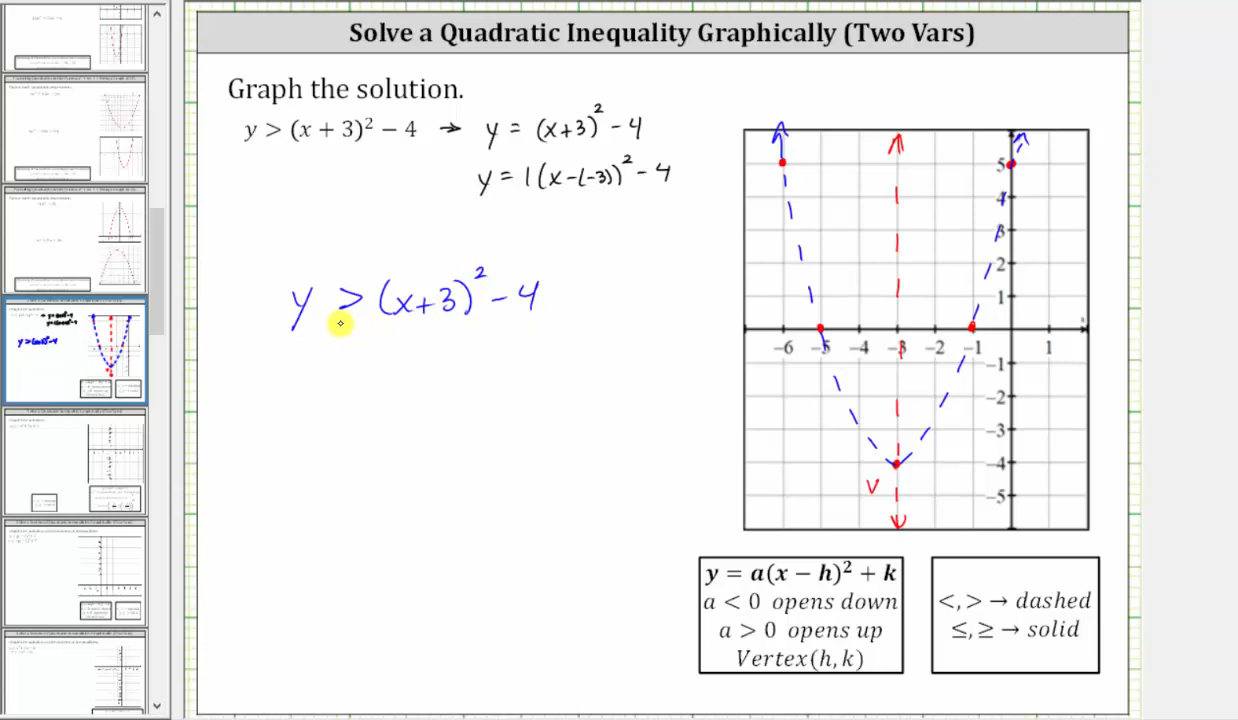 Solve a Quadratic Inequality Graphically (Two Vars)
Graph the solution.
y > (x + 3)² − 4 → y = (x+3)² - 4
y = 1(x-(-3))² - 4
y > (x+3)² - 4
5
4
3
2
1
-6 -5 -4 -3 -2 -1 1
-1
-2
-3
-4
V
-5
y = a(x − h)² + k
a < 0 opens down
a > 0 opens up
Vertex(h, k)
<, > → dashed
≤, ≥ → solid